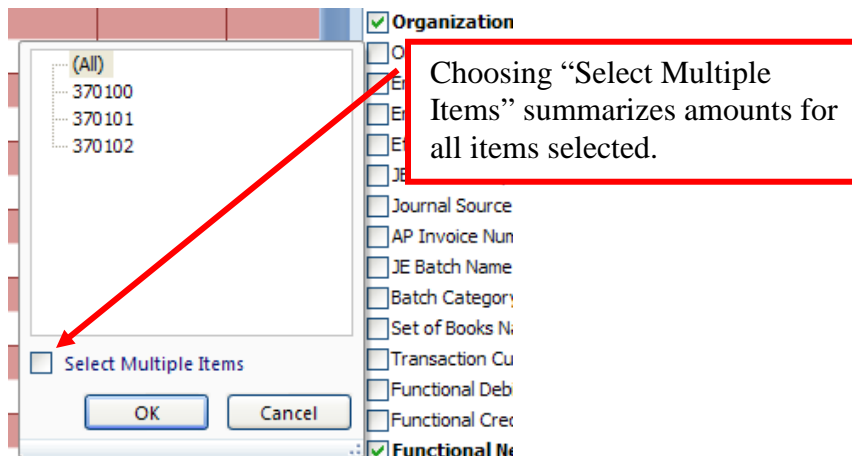 Organization
(All)
370100
370101
370102
Choosing “Select Multiple
Items” summarizes amounts for
all items selected.
Journal Source
AP Invoice Num
JE Batch Name
Batch Category
Set of Books Na
Transaction Cu
Functional Deb
Functional Cred
Functional Ne
Select Multiple Items
OK
Cancel